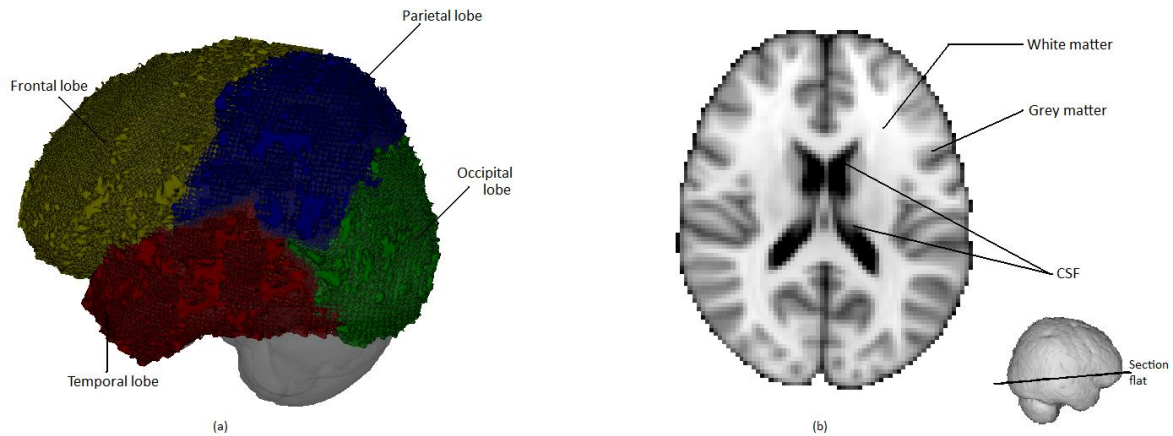 Parietal lobe
Frontal lobe
Occipital
lobe
Temporal lobe
(a)
White matter
Grey matter
CSF
Section
flat
(b)